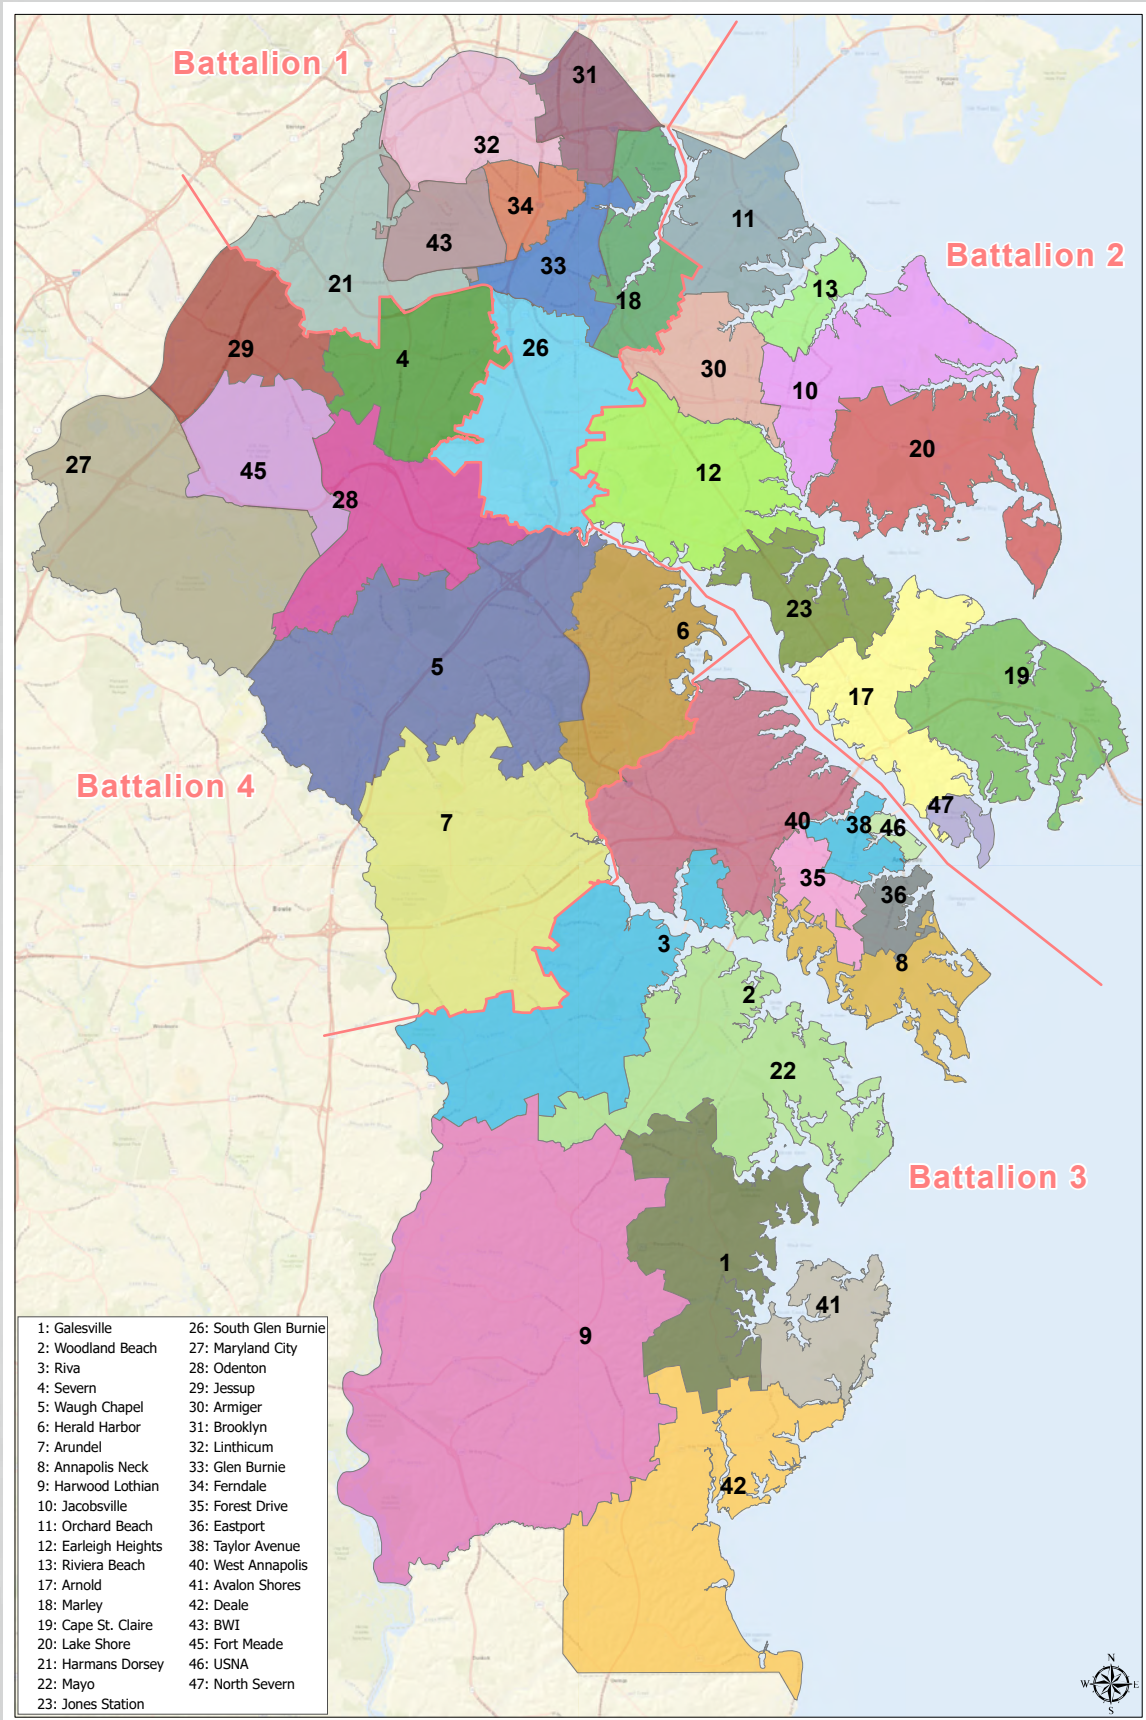 Battalion 1
31
32
34
11
43
Battalion 2
33
21
13
18
26
29
4
30
10
20
27
45
12
28
23
6
5
19
17
Battalion 4
47
7
40
38
46
35
36
3
8
2
22
Battalion 3
1
41
9
42
1: Galesville
2: Woodland Beach
3: Riva
4: Severn
5: Waugh Chapel
6: Herald Harbor
7: Arundel
8: Annapolis Neck
9: Harwood Lothian
10: Jacobsville
11: Orchard Beach
12: Earleigh Heights
13: Riviera Beach
17: Arnold
18: Marley
19: Cape St. Claire
20: Lake Shore
21: Harmans Dorsey
22: Mayo
23: Jones Station
26: South Glen Burnie
27: Maryland City
28: Odenton
29: Jessup
30: Armiger
31: Brooklyn
32: Linthicum
33: Glen Burnie
34: Ferndale
35: Forest Drive
36: Eastport
38: Taylor Avenue
40: West Annapolis
41: Avalon Shores
42: Deale
43: BWI
45: Fort Meade
46: USNA
47: North Severn
N
W E
S